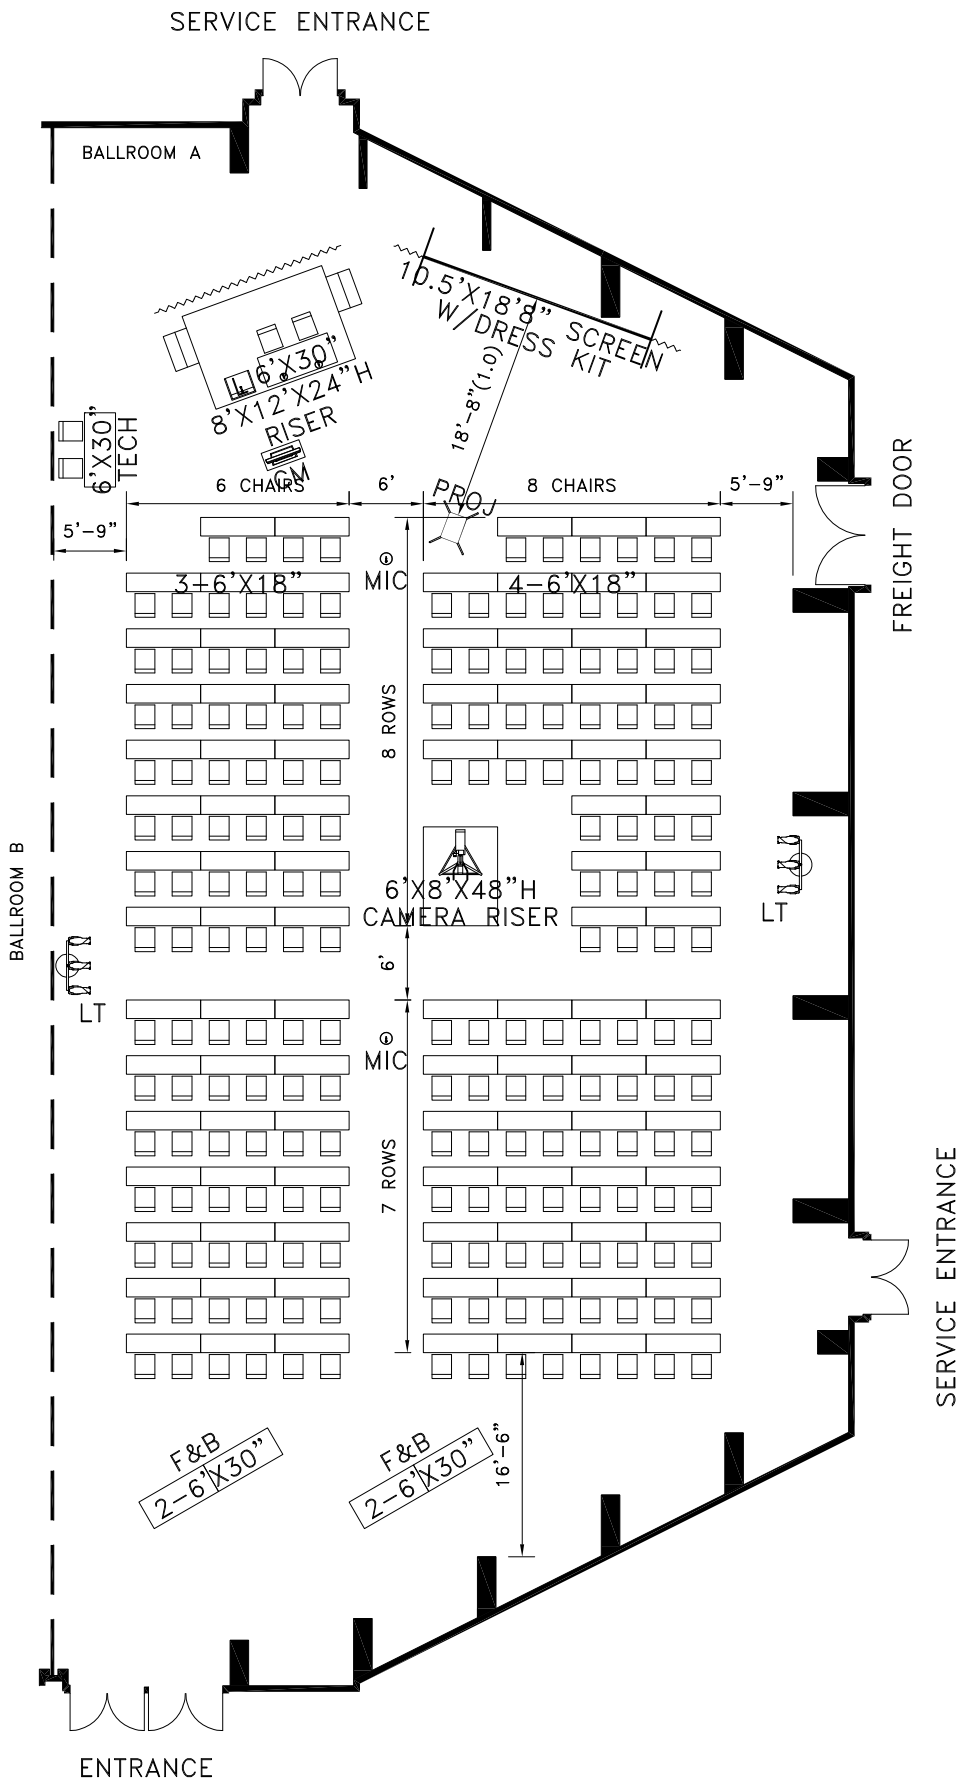 SERVICE ENTRANCE
BALLROOM A
10.5'X18'8" SCREEN
W/DRESS KIT
6'X30"
8'X12'X24"H
RISER
CM
18'-8"(1.0)
6'X30"
TECH
FREIGHT DOOR
6 CHAIRS
6'
8 CHAIRS
5'-9"
PROJ
5'-9"
MIC
3-6'X18"
4-6'X18"
8 ROWS
BALLROOM B
6'X8'X48"H
CAMERA RISER
LT
6'
LT
MIC
7 ROWS
SERVICE ENTRANCE
F&B
2-6'X30"
F&B
2-6'X30"
16'-6"
ENTRANCE